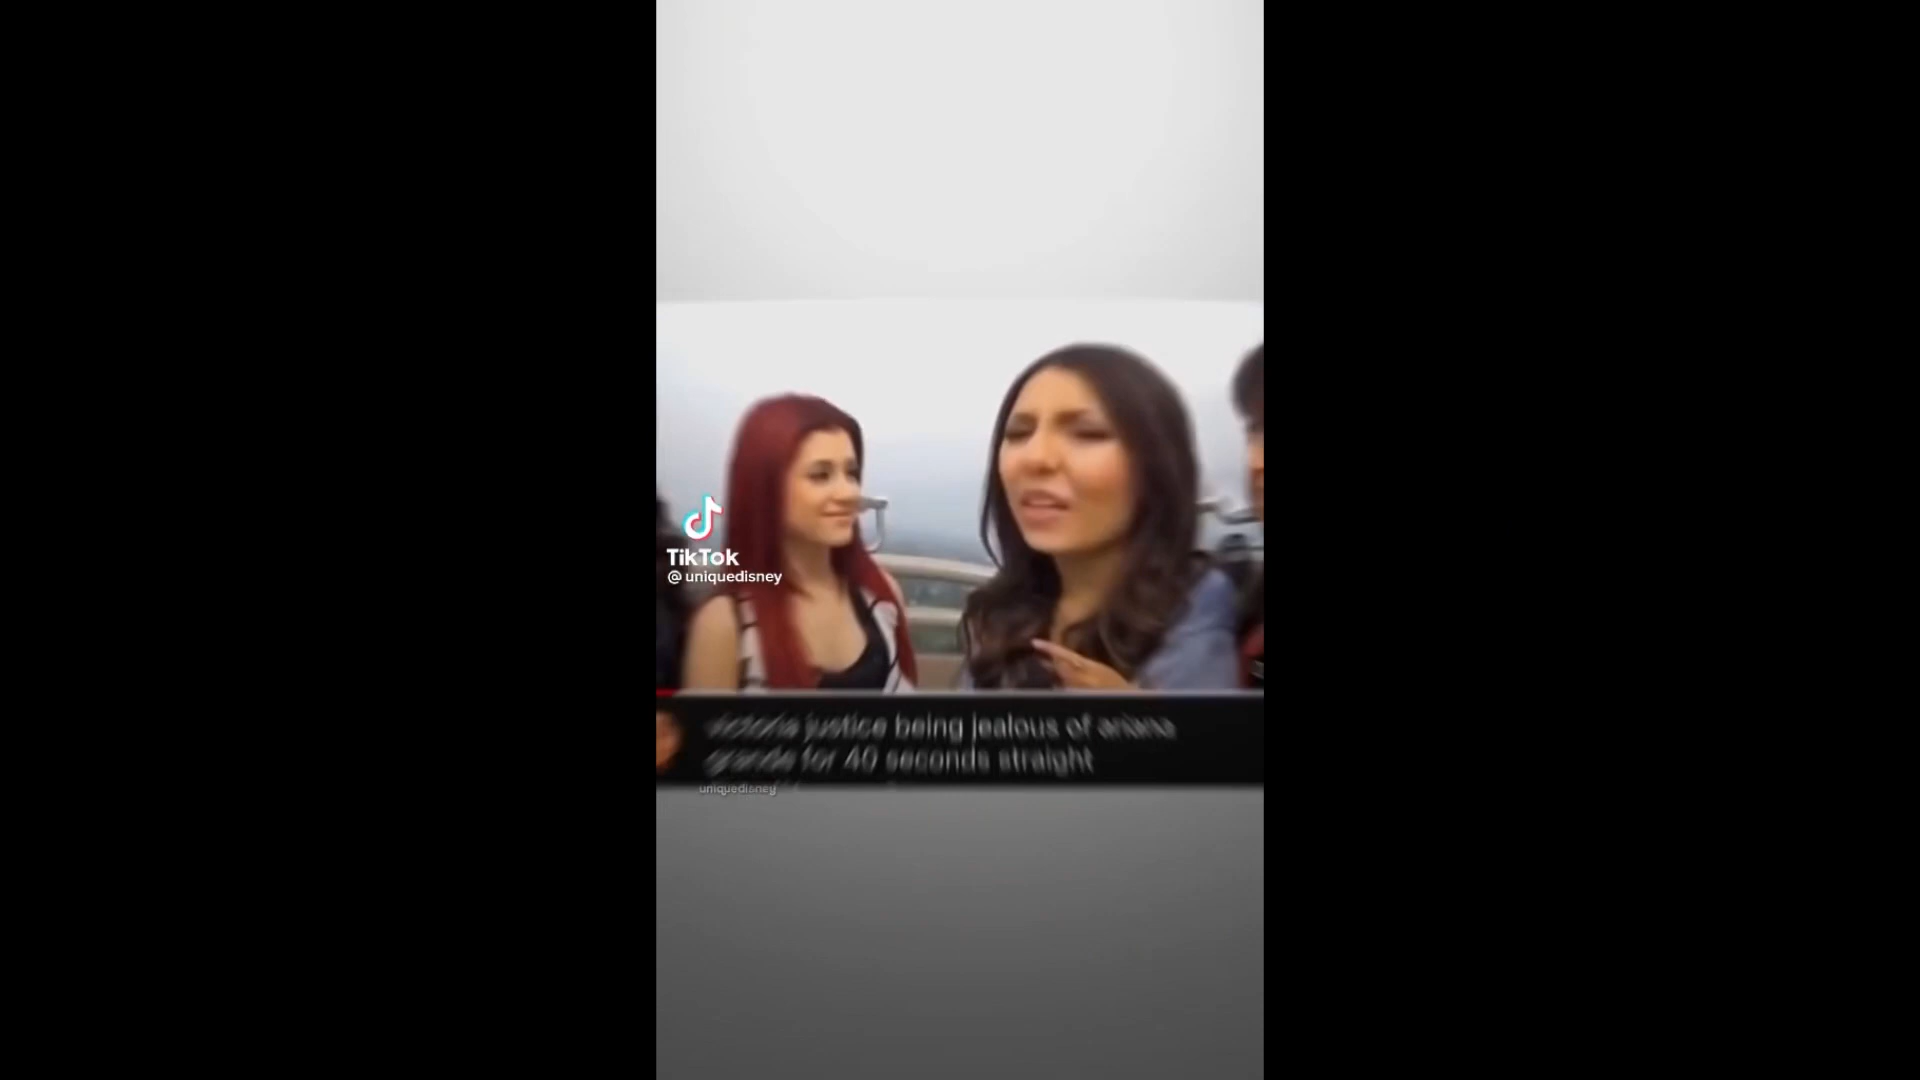 TikTok
@uniquedisney
victoria justice being jealous of ariana
grande for 40 seconds straight
uniquedisney